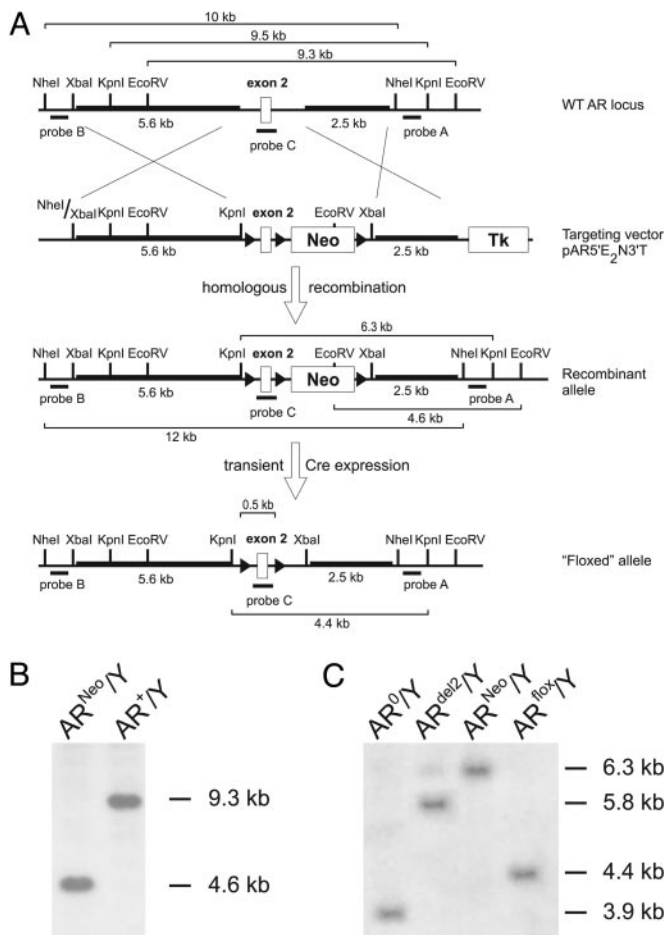 A
10 kb
9.5 kb
9.3 kb
NheI XbaI KpnI EcoRV exon 2 NheI KpnI EcoRV
WT AR locus
probe B 5.6 kb probe C 2.5 kb probe A
NheI/XbaI KpnI EcoRV KpnI exon 2 EcoRV XbaI
Neo Tk
Targeting vector
pAR5'E2N3'T
5.6 kb 2.5 kb
homologous recombination
6.3 kb
NheI XbaI KpnI EcoRV KpnI exon 2 EcoRV XbaI NheI KpnI EcoRV
Neo
Recombinant
allele
probe B 5.6 kb probe C 2.5 kb probe A
4.6 kb
12 kb
transient Cre expression
0.5 kb
NheI XbaI KpnI EcoRV KpnI exon 2 XbaI NheI KpnI EcoRV
"Floxed" allele
probe B 5.6 kb probe C 2.5 kb probe A
4.4 kb
B
AR^Neo/Y
AR^+/Y
9.3 kb
4.6 kb
C
AR^0/Y
AR^del2/Y
AR^Neo/Y
AR^flox/Y
6.3 kb
5.8 kb
4.4 kb
3.9 kb